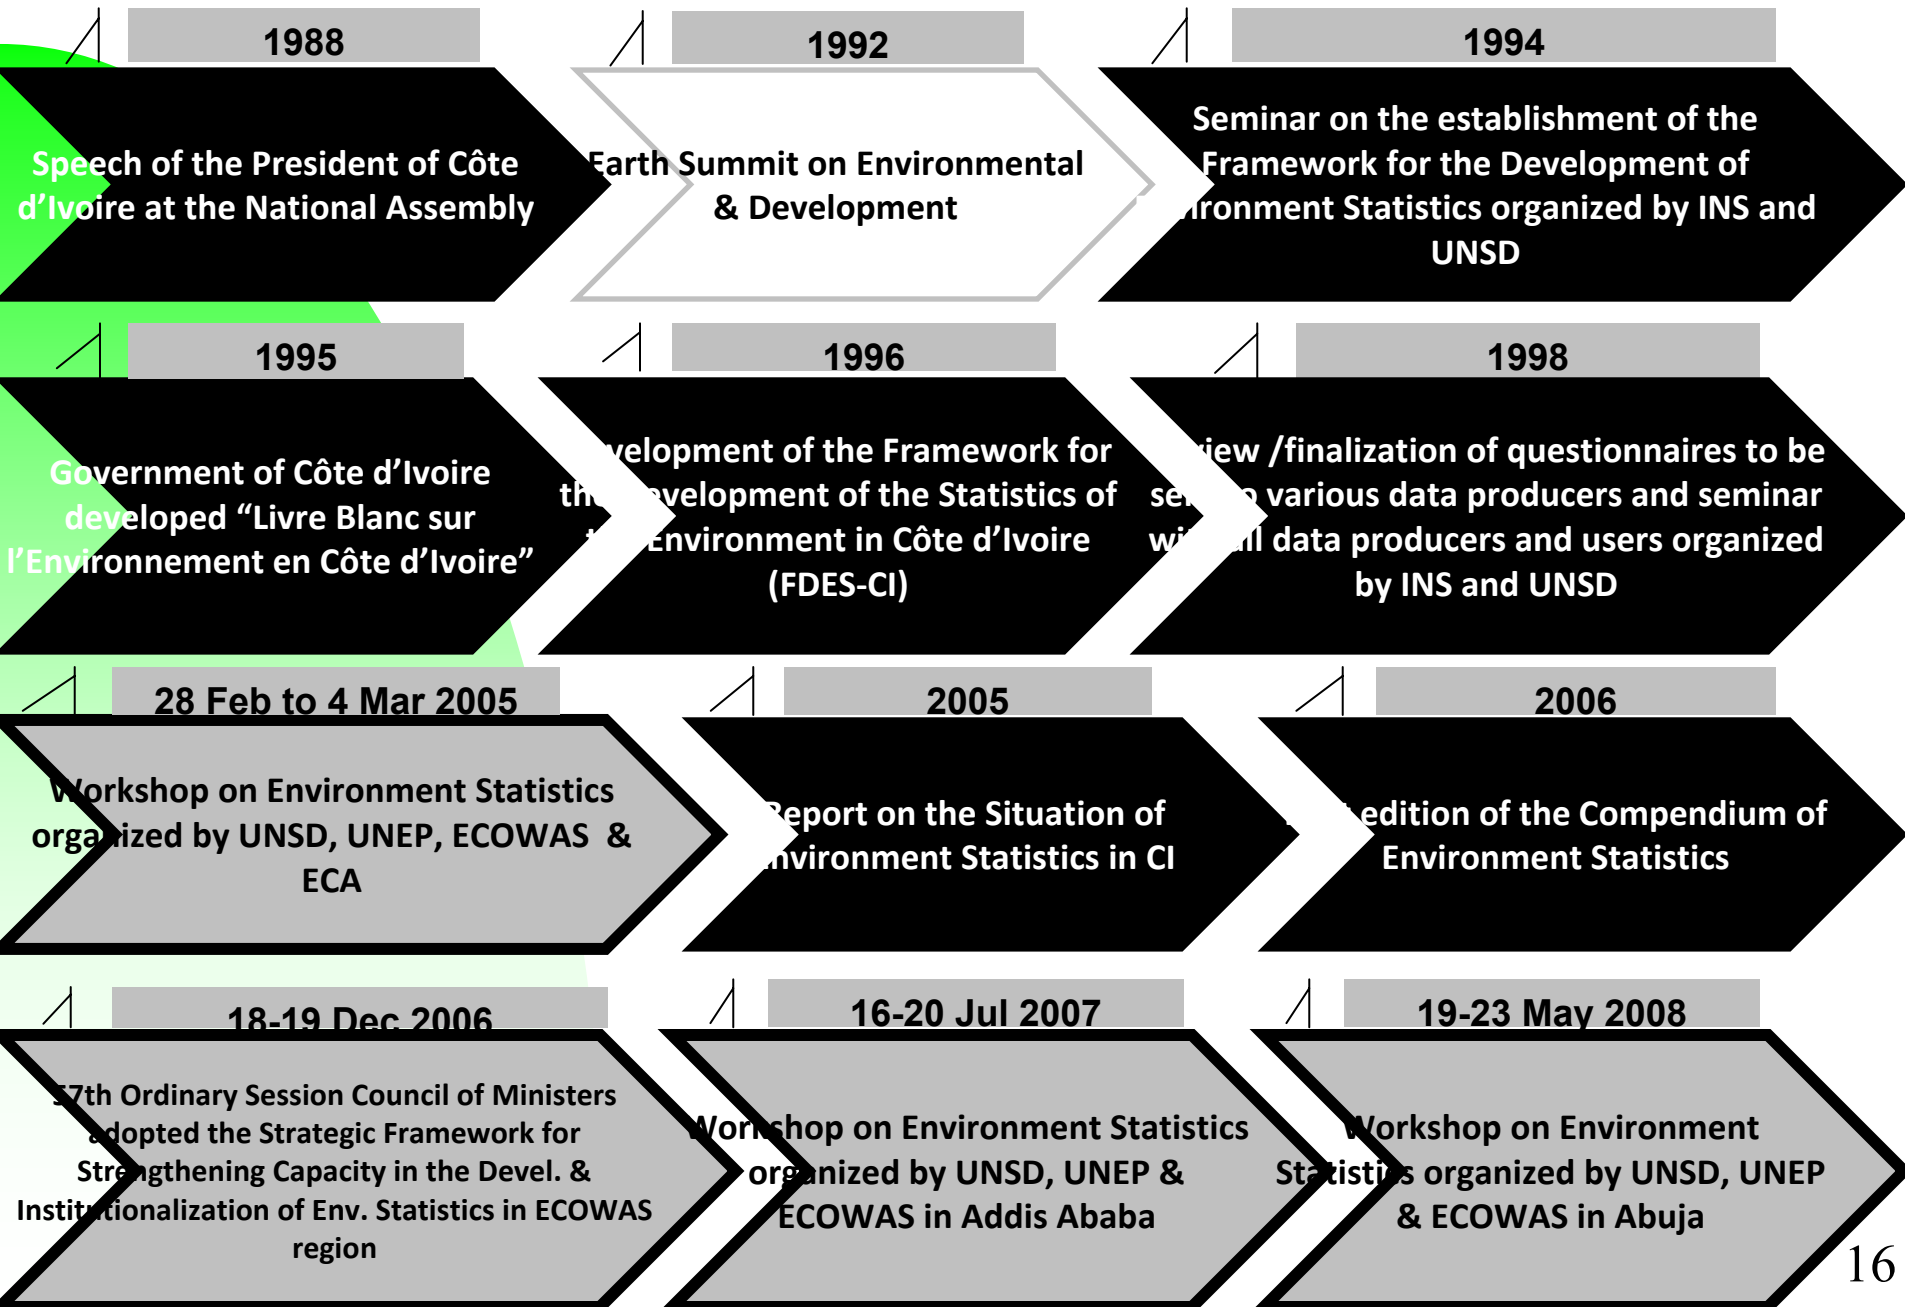 1988
Speech of the President of Côte
d’Ivoire at the National Assembly
1992
Earth Summit on Environmental
& Development
1994
Seminar on the establishment of the
Framework for the Development of
Statistics organized by INS and
UNSD
1995
Government of Côte d’Ivoire
developed “Livre Blanc sur
l’Environnement en Côte d’Ivoire”
1996
of the Framework for
the Development of the Statistics of
Environment in Côte d’Ivoire
(FDES-CI)
1998
/finalization of questionnaires to be
various data producers and seminar
data producers and users organized
by INS and UNSD
28 Feb to 4 Mar 2005
Workshop on Environment Statistics
organized by UNSD, UNEP, ECOWAS &
ECA
2005
Report on the Situation of
Environment Statistics in CI
2006
edition of the Compendium of
Environment Statistics
18-19 Dec 2006
57th Ordinary Session Council of Ministers
adopted the Strategic Framework for
Strengthening Capacity in the Devel. &
Institutionalization of Env. Statistics in ECOWAS
region
16-20 Jul 2007
Workshop on Environment Statistics
organized by UNSD, UNEP &
ECOWAS in Addis Ababa
19-23 May 2008
Workshop on Environment
Statistics organized by UNSD, UNEP
& ECOWAS in Abuja
16